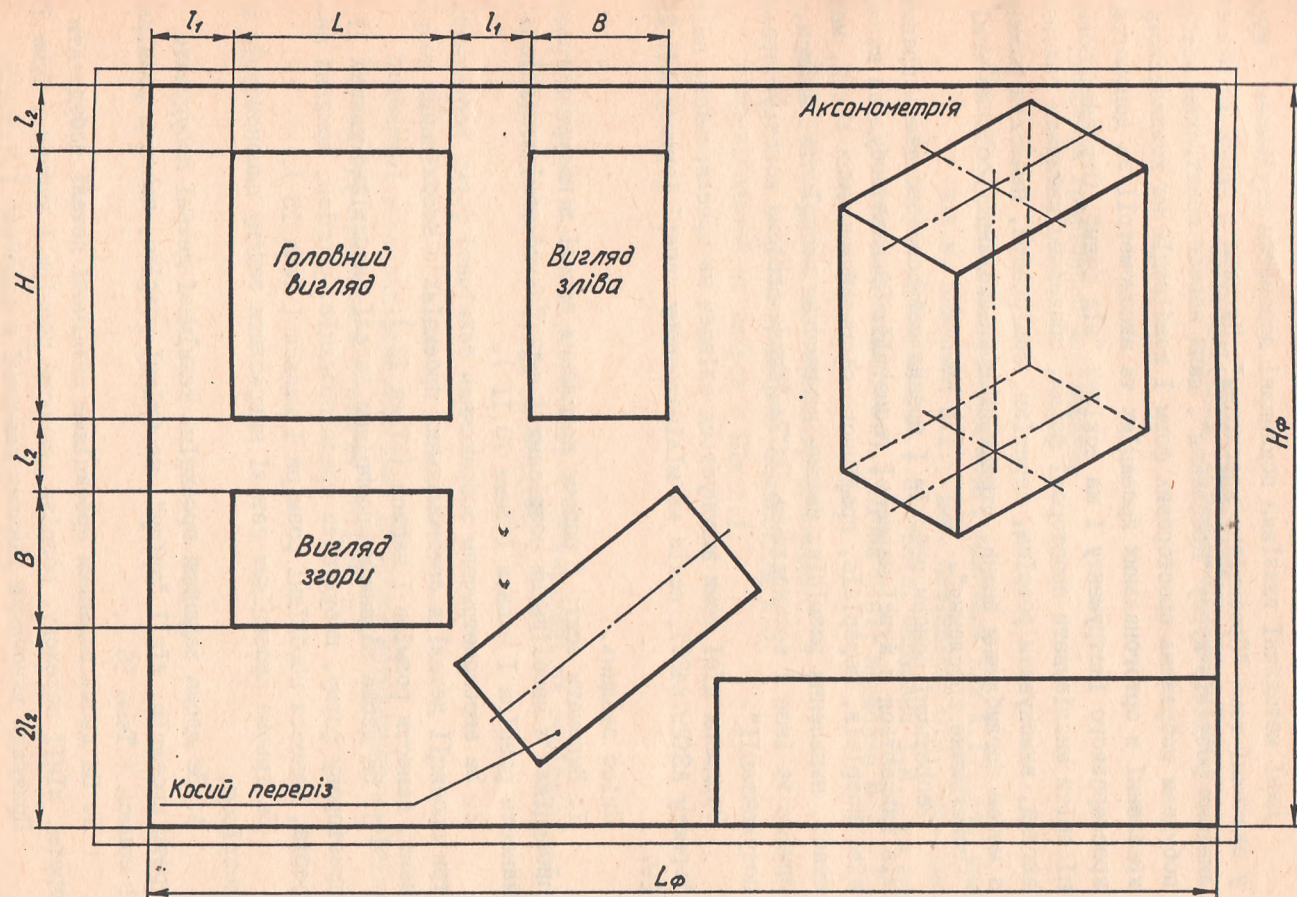 l₁
L
l₁
B
l₂
Аксонометрія
H
Головний
вигляд
Вигляд
зліва
Hф
l₂
B
Вигляд
згори
2l₂
Косий переріз
Lф